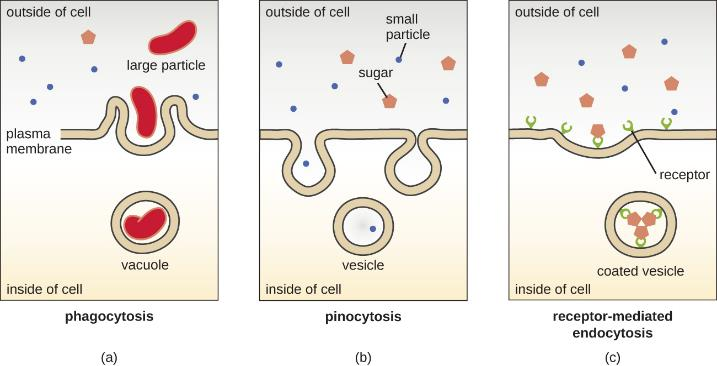 outside of cell
large particle
plasma
membrane
vacuole
inside of cell
phagocytosis
(a)
outside of cell
small
particle
sugar
vesicle
inside of cell
pinocytosis
(b)
outside of cell
receptor
coated vesicle
inside of cell
receptor-mediated
endocytosis
(c)